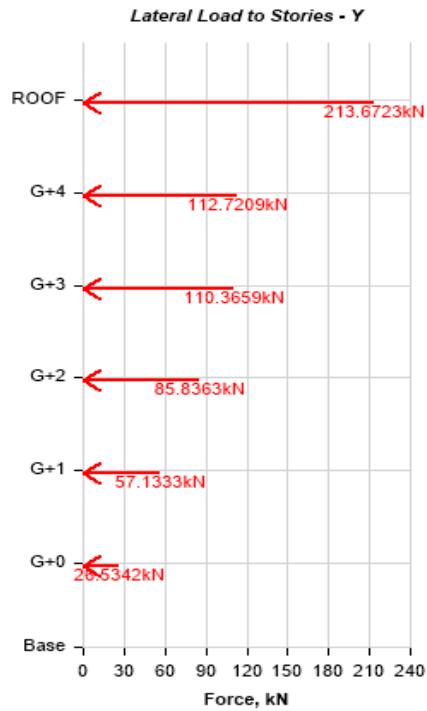 Lateral Load to Stories - Y
ROOF
213.6723kN
G+4
112.7209kN
G+3
110.3659kN
G+2
85.8363kN
G+1
57.1333kN
G+0
26.5342kN
Base
0 30 60 90 120 150 180 210 240
Force, kN